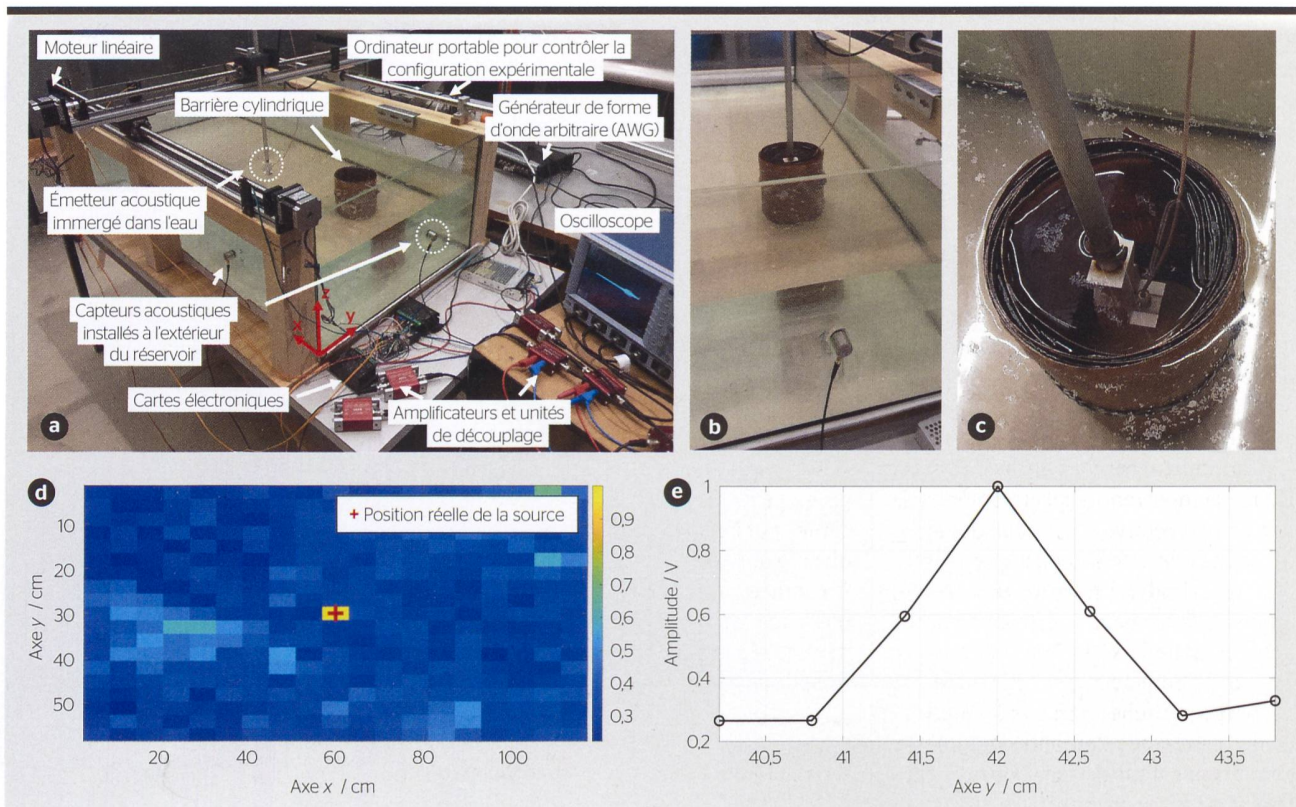 Moteur linéaire
Ordinateur portable pour contrôler la
configuration expérimentale
Barrière cylindrique
Générateur de forme
d'onde arbitraire (AWG)
Émetteur acoustique
immergé dans l'eau
Oscilloscope
Capteurs acoustiques
installés à l'extérieur
du réservoir
z
x
y
Cartes électroniques
Amplificateurs et unités
de découplage
a
b
c
d
+ Position réelle de la source
10
20
30
40
50
Axe y / cm
20
40
60
80
100
Axe x / cm
0,9
0,8
0,7
0,6
0,5
0,4
0,3
e
1
0,8
0,6
0,4
0,2
Amplitude / V
40,5
41
41,5
42
42,5
43
43,5
Axe y / cm